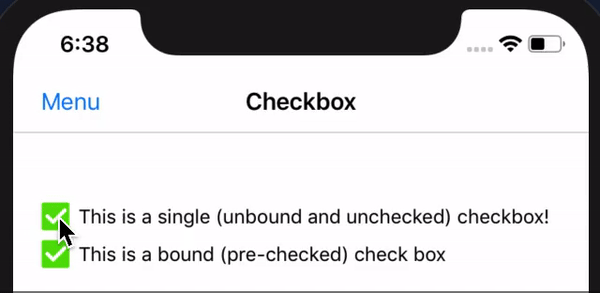 6:38
Menu
Checkbox
This is a single (unbound and unchecked) checkbox!
This is a bound (pre-checked) check box